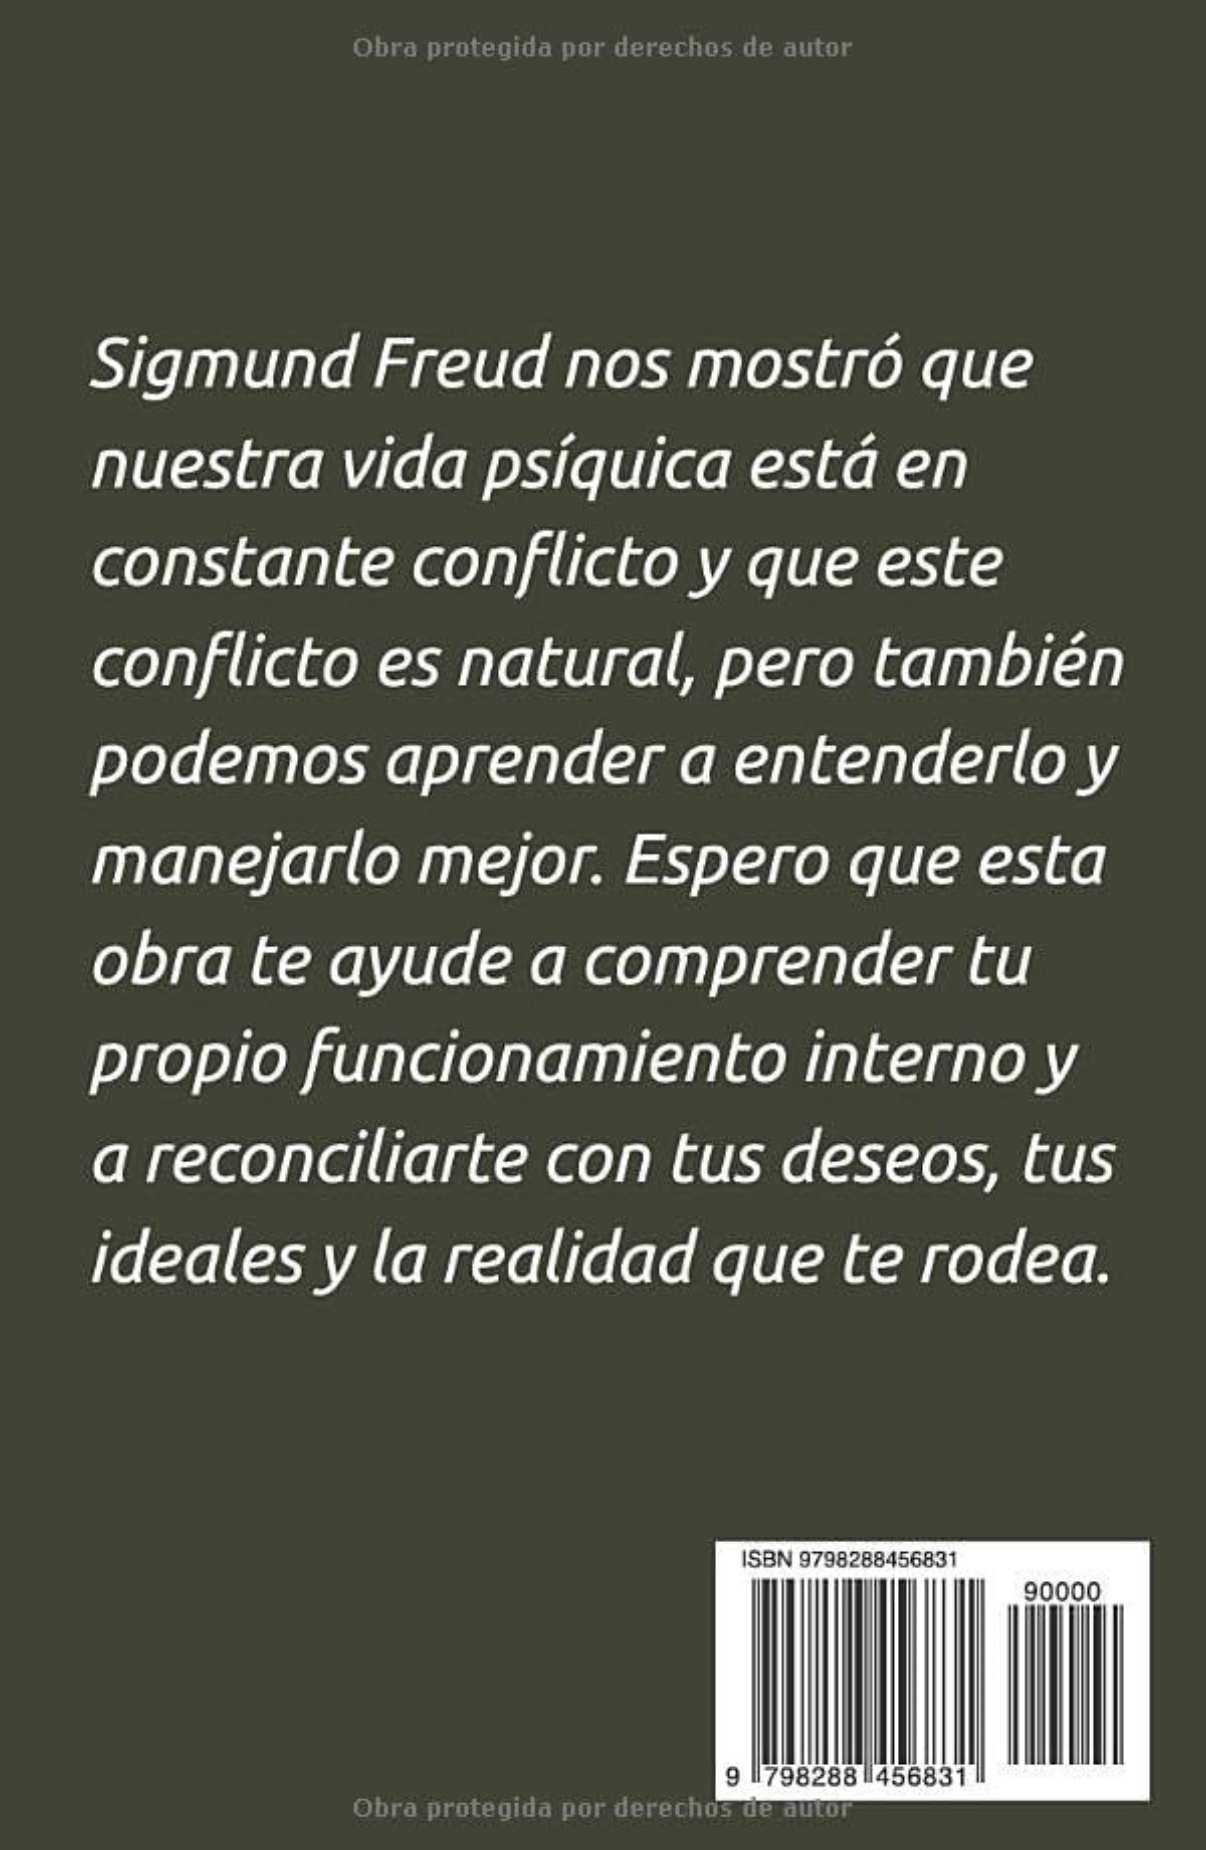 Obra protegida por derechos de autor
Sigmund Freud nos mostró que
nuestra vida psíquica está en
constante conflicto y que este
conflicto es natural, pero también
podemos aprender a entenderlo y
manejarlo mejor. Espero que esta
obra te ayude a comprender tu
propio funcionamiento interno y
a reconciliarte con tus deseos, tus
ideales y la realidad que te rodea.
ISBN 9798288456831
90000
9 798288 456831
Obra protegida por derechos de autor